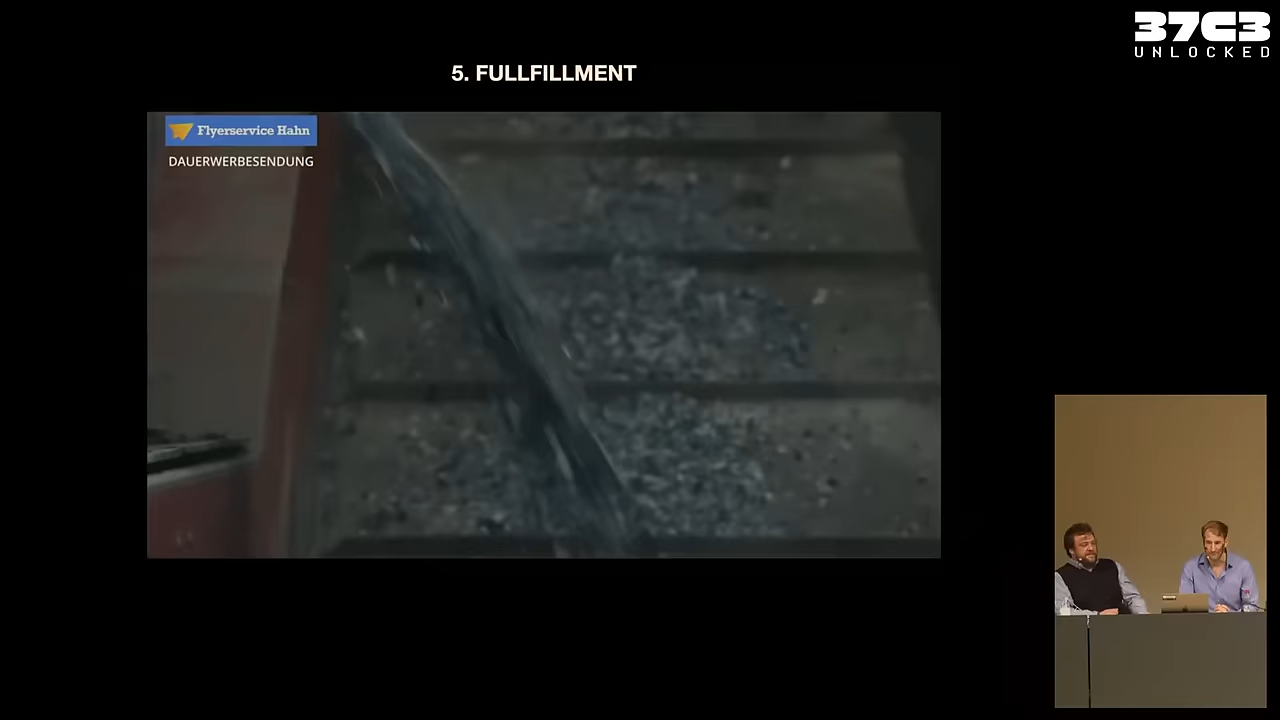 37C3
UNLOCKED
5. FULLFILLMENT
Flyerservice Hahn
DAUERWERBESENDUNG